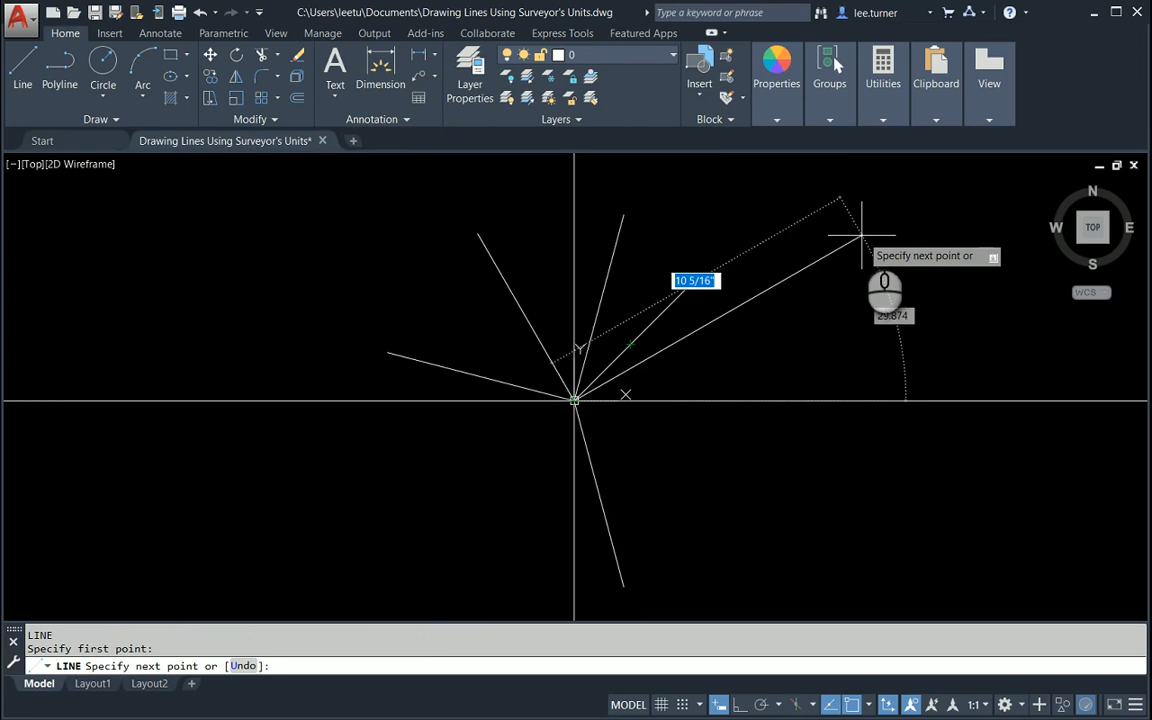 C:\Users\leetu\Documents\Drawing Lines Using Surveyor's Units.dwg
Type a keyword or phrase
lee.turner
Home Insert Annotate Parametric View Manage Output Add-ins Collaborate Express Tools Featured Apps
0
Line Polyline Circle Arc Text Dimension Layer Properties Insert Properties Groups Utilities Clipboard View
Draw Modify Annotation Layers Block
Start Drawing Lines Using Surveyor's Units*
[−][Top][2D Wireframe]
N
W TOP E
S
WCS
Specify next point or
10 5/16"
29.874
Y
X
LINE
Specify first point:
LINE Specify next point or [Undo]:
Model Layout1 Layout2
MODEL 1:1